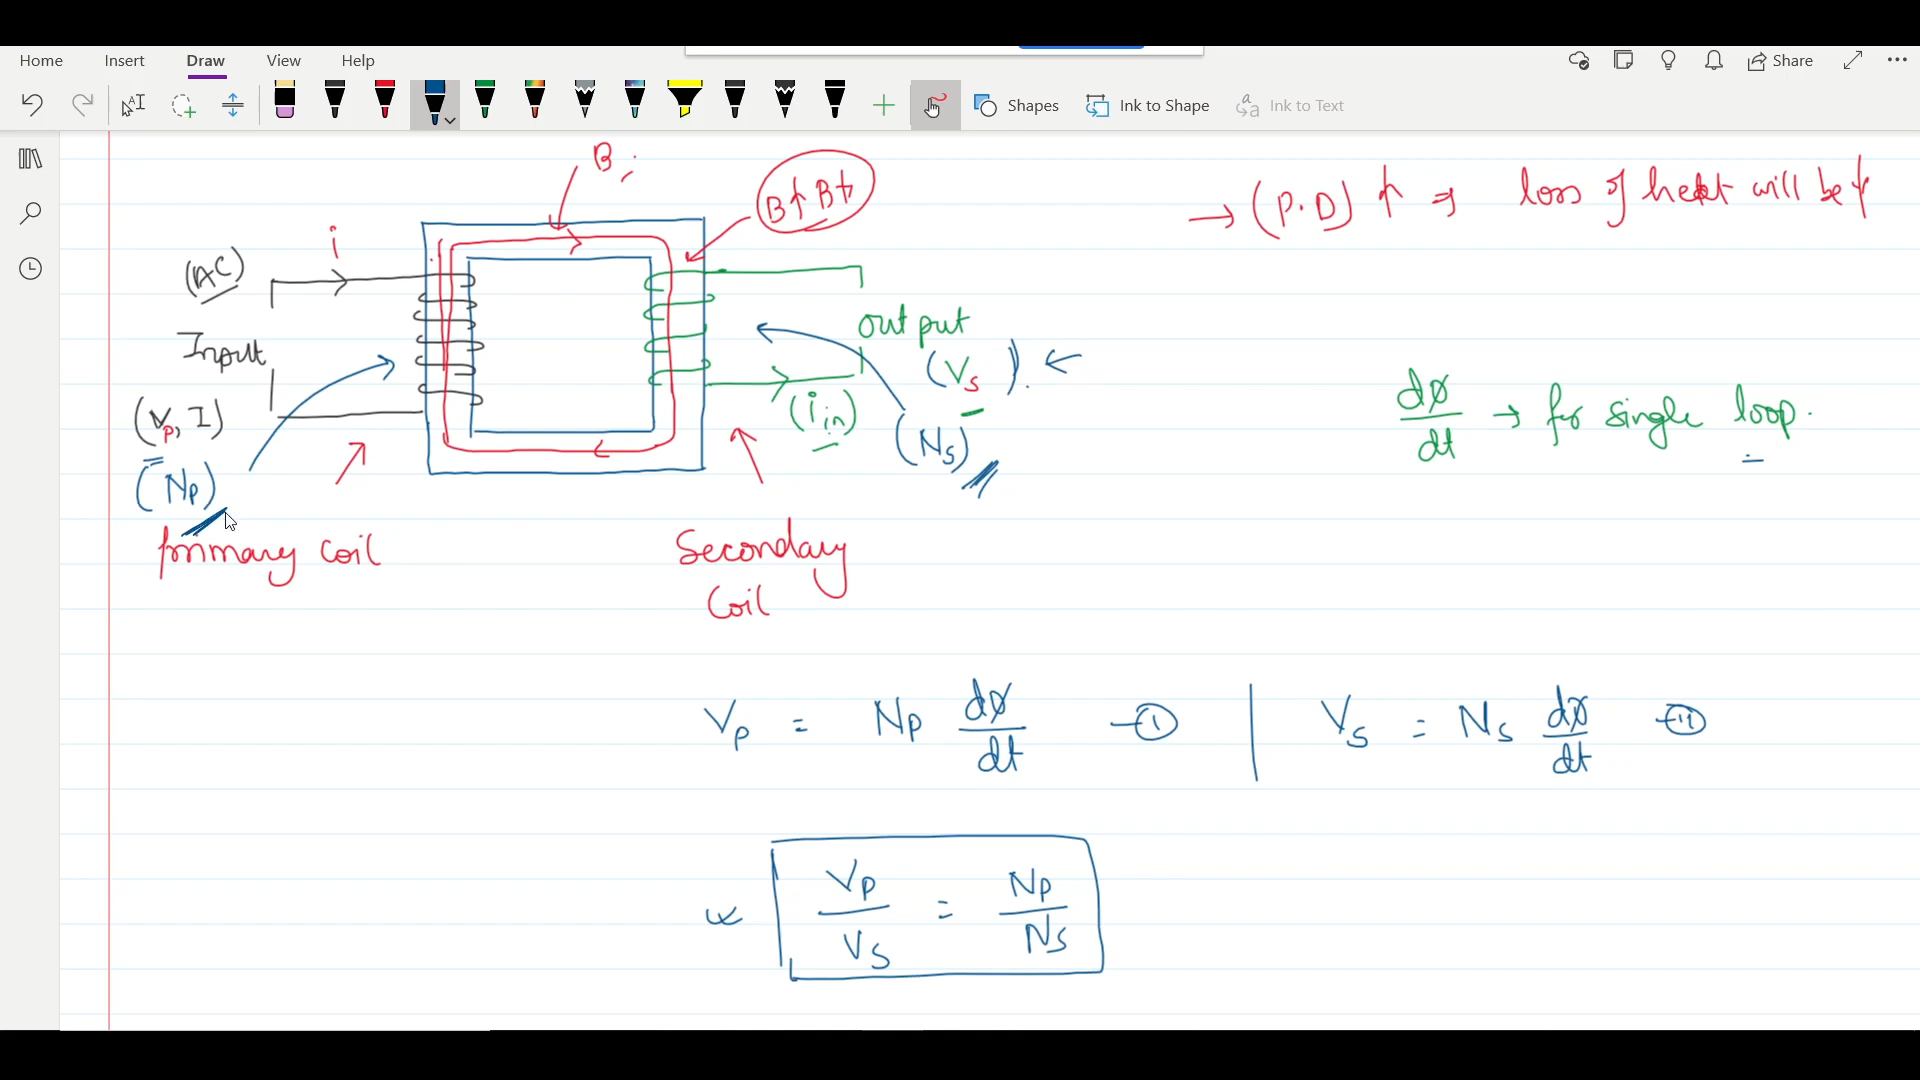 Home Insert Draw View Help Share
Shapes Ink to Shape Ink to Text
B
B↑ B↓
→ (P.D) ↑ ⇒ loss of heat will be ↓
i
(AC)
Input
output
(Vs)
(Vp, I)
(iin)
(Ns)
(Np)
dφ/dt → for single loop.
Primary coil
Secondary
Coil
Vp = Np dφ/dt —① | Vs = Ns dφ/dt —⑪
Vp/Vs = Np/Ns